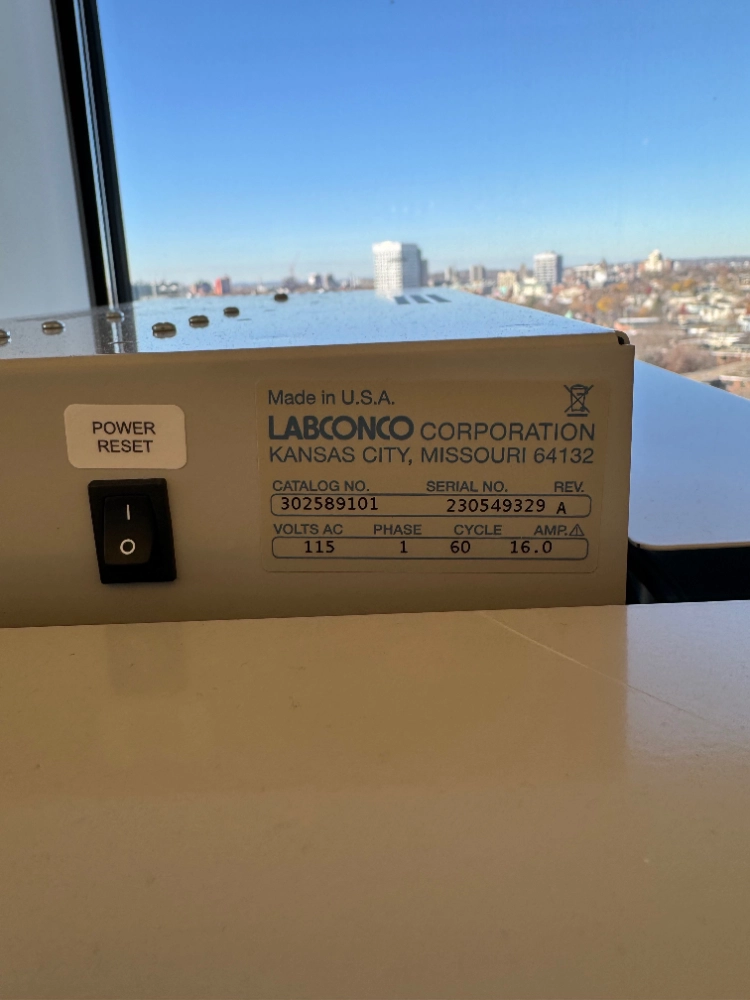 POWER
RESET
I
O
Made in U.S.A.
LABCONCO CORPORATION
KANSAS CITY, MISSOURI 64132
CATALOG NO. SERIAL NO. REV.
302589101 230549329 A
VOLTS AC PHASE CYCLE AMP.⚠
115 1 60 16.0